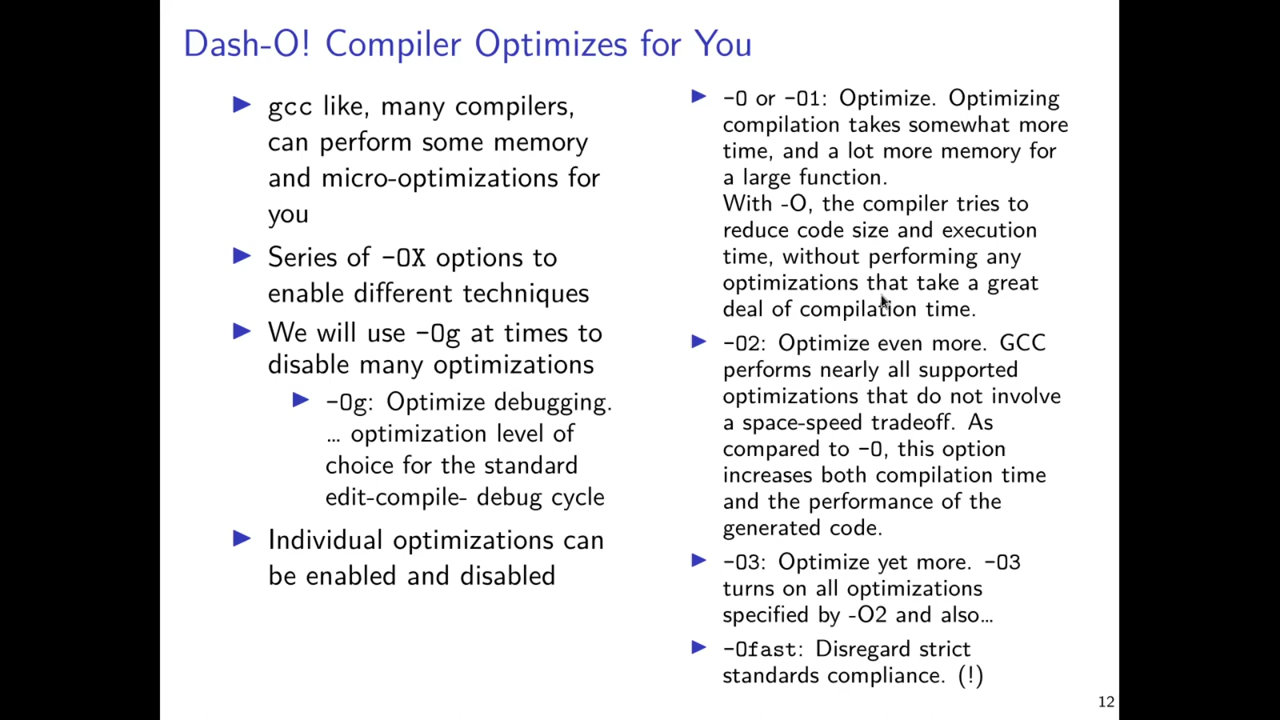 Dash-O! Compiler Optimizes for You
gcc like, many compilers,
can perform some memory
and micro-optimizations for
you
Series of -OX options to
enable different techniques
We will use -Og at times to
disable many optimizations
-Og: Optimize debugging.
... optimization level of
choice for the standard
edit-compile- debug cycle
Individual optimizations can
be enabled and disabled
-O or -O1: Optimize. Optimizing
compilation takes somewhat more
time, and a lot more memory for
a large function.
With -O, the compiler tries to
reduce code size and execution
time, without performing any
optimizations that take a great
deal of compilation time.
-O2: Optimize even more. GCC
performs nearly all supported
optimizations that do not involve
a space-speed tradeoff. As
compared to -O, this option
increases both compilation time
and the performance of the
generated code.
-O3: Optimize yet more. -O3
turns on all optimizations
specified by -O2 and also...
-Ofast: Disregard strict
standards compliance. (!)
12